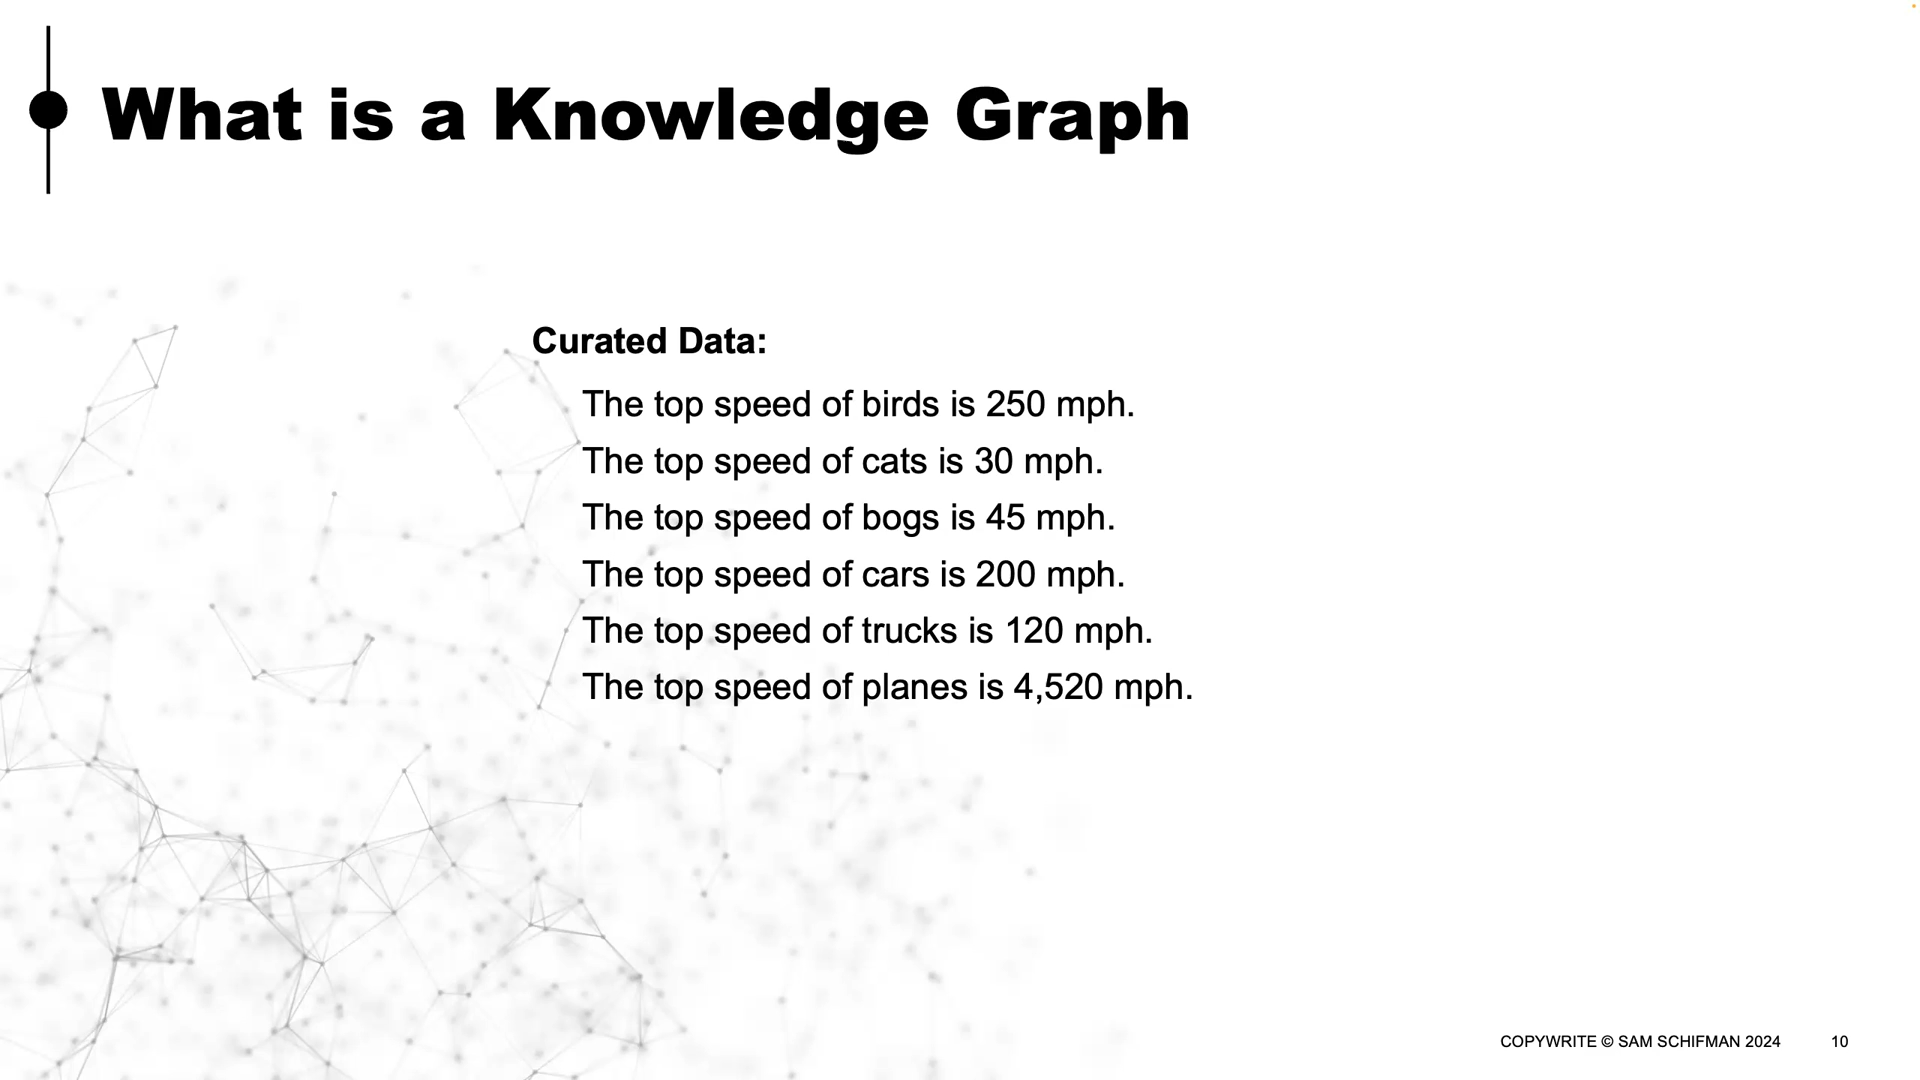 What is a Knowledge Graph
Curated Data:
The top speed of birds is 250 mph.
The top speed of cats is 30 mph.
The top speed of bogs is 45 mph.
The top speed of cars is 200 mph.
The top speed of trucks is 120 mph.
The top speed of planes is 4,520 mph.
COPYWRITE © SAM SCHIFMAN 2024 10